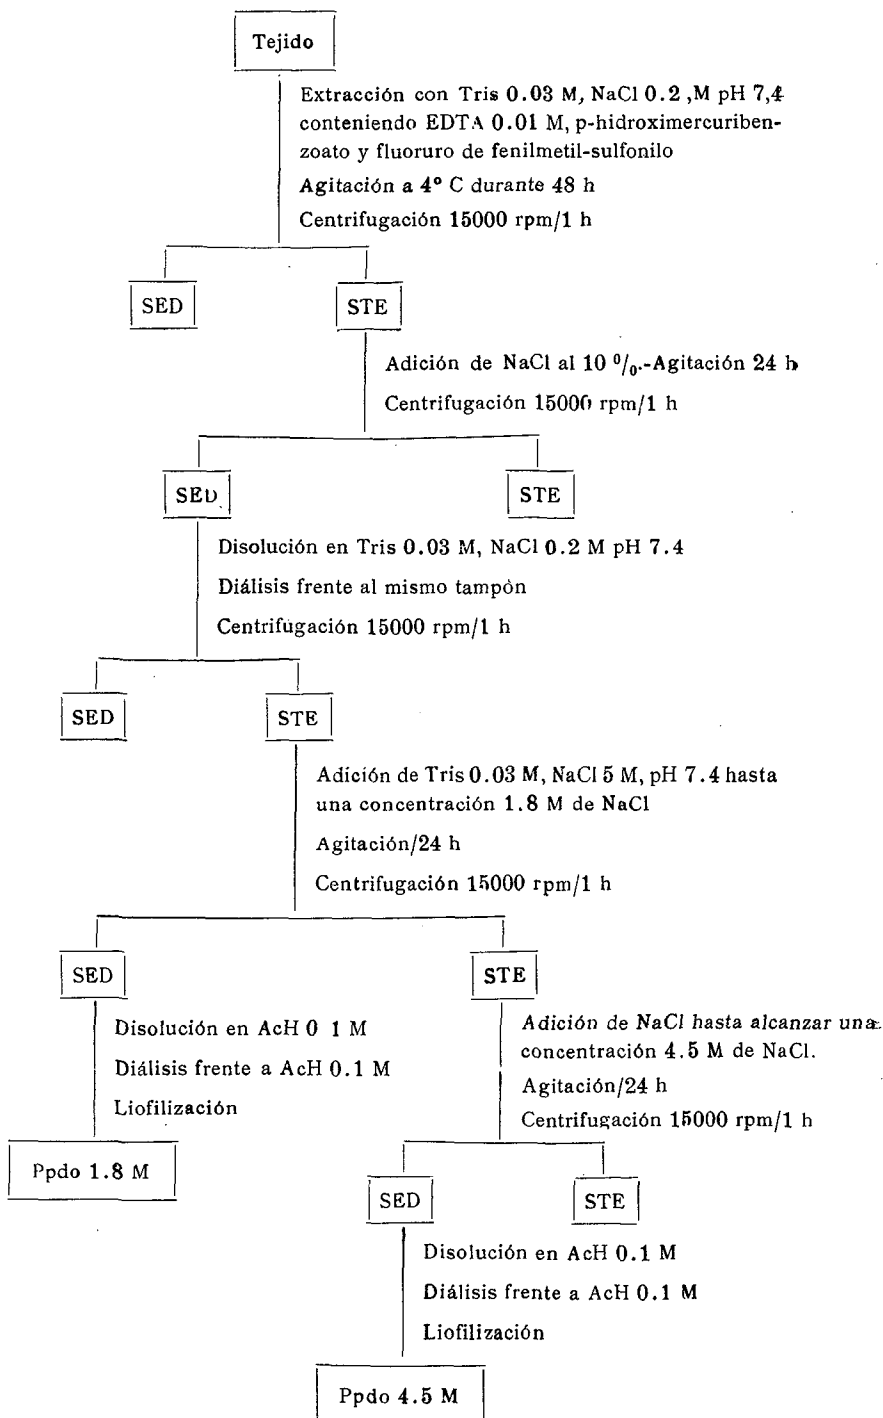 Tejido
Extracción con Tris 0.03 M, NaCl 0.2 ,M pH 7,4
conteniendo EDTA 0.01 M, p-hidroximercuriben-
zoato y fluoruro de fenilmetil-sulfonilo
Agitación a 4º C durante 48 h
Centrifugación 15000 rpm/1 h
SED
STE
Adición de NaCl al 10 %.-Agitación 24 h
Centrifugación 15000 rpm/1 h
SED
STE
Disolución en Tris 0.03 M, NaCl 0.2 M pH 7.4
Diálisis frente al mismo tampòn
Centrifugación 15000 rpm/1 h
SED
STE
Adición de Tris 0.03 M, NaCl 5 M, pH 7.4 hasta
una concentración 1.8 M de NaCl
Agitación/24 h
Centrifugación 15000 rpm/1 h
SED
STE
Disolución en AcH 0 1 M
Diálisis frente a AcH 0.1 M
Liofilización
Ppdo 1.8 M
Adición de NaCl hasta alcanzar una
concentración 4.5 M de NaCl.
Agitación/24 h
Centrifugación 15000 rpm/1 h
SED
STE
Disolución en AcH 0.1 M
Diálisis frente a AcH 0.1 M
Liofilización
Ppdo 4.5 M